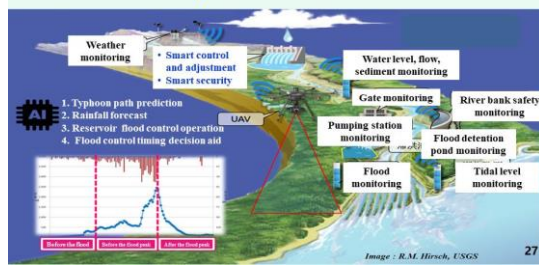 Weather
monitoring
• Smart control
and adjustment
• Smart security
Water level, flow,
sediment monitoring
Gate monitoring
River bank safety
monitoring
AI
1. Typhoon path prediction
2. Rainfall forecast
3. Reservoir flood control operation
4. Flood control timing decision aid
UAV
Pumping station
monitoring
Flood detention
pond monitoring
Flood
monitoring
Tidal level
monitoring
Before the flood
Before the flood peak
After the flood peak
Image : R.M. Hirsch, USGS
27